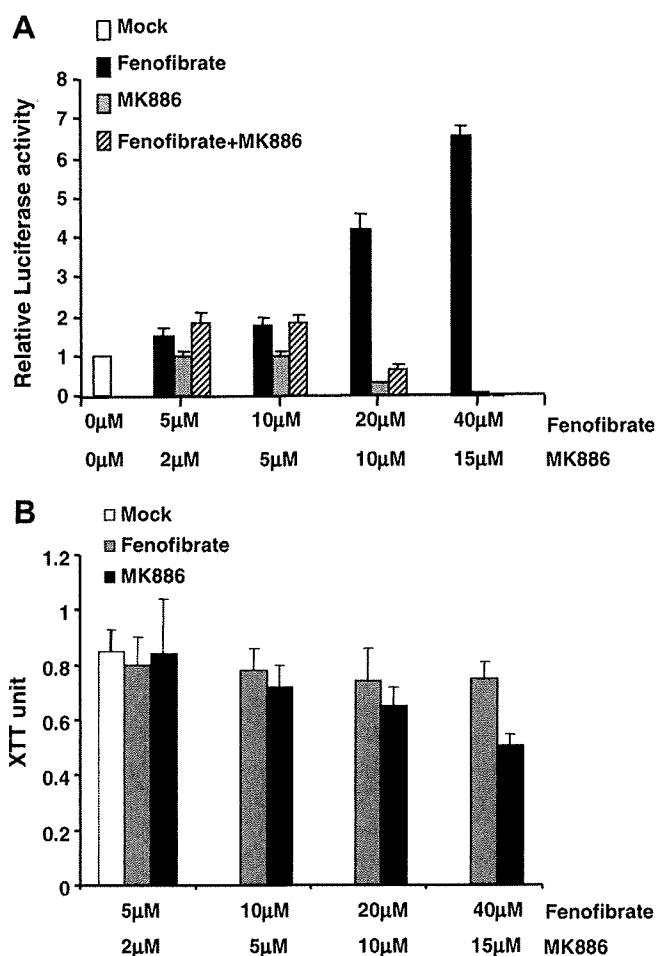 A
Mock
Fenofibrate
MK886
Fenofibrate+MK886
Relative Luciferase activity
8
7
6
5
4
3
2
1
0
0µM 5µM 10µM 20µM 40µM Fenofibrate
0µM 2µM 5µM 10µM 15µM MK886
B
Mock
Fenofibrate
MK886
XTT unit
1.2
1
0.8
0.6
0.4
0.2
0
5µM 10µM 20µM 40µM Fenofibrate
2µM 5µM 10µM 15µM MK886